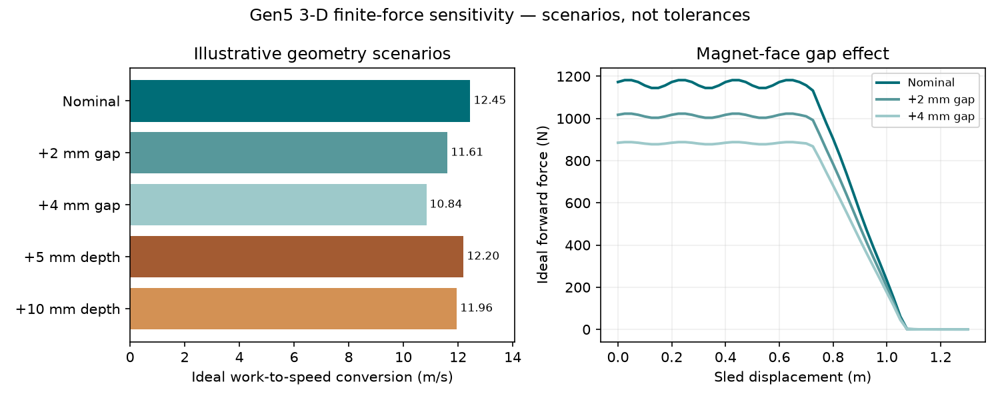 Gen5 3-D finite-force sensitivity — scenarios, not tolerances
Illustrative geometry scenarios
Nominal
+2 mm gap
+4 mm gap
+5 mm depth
+10 mm depth
12.45
11.61
10.84
12.20
11.96
0 2 4 6 8 10 12 14
Ideal work-to-speed conversion (m/s)
Magnet-face gap effect
Ideal forward force (N)
1200
1000
800
600
400
200
0
Nominal
+2 mm gap
+4 mm gap
0.0 0.2 0.4 0.6 0.8 1.0 1.2
Sled displacement (m)